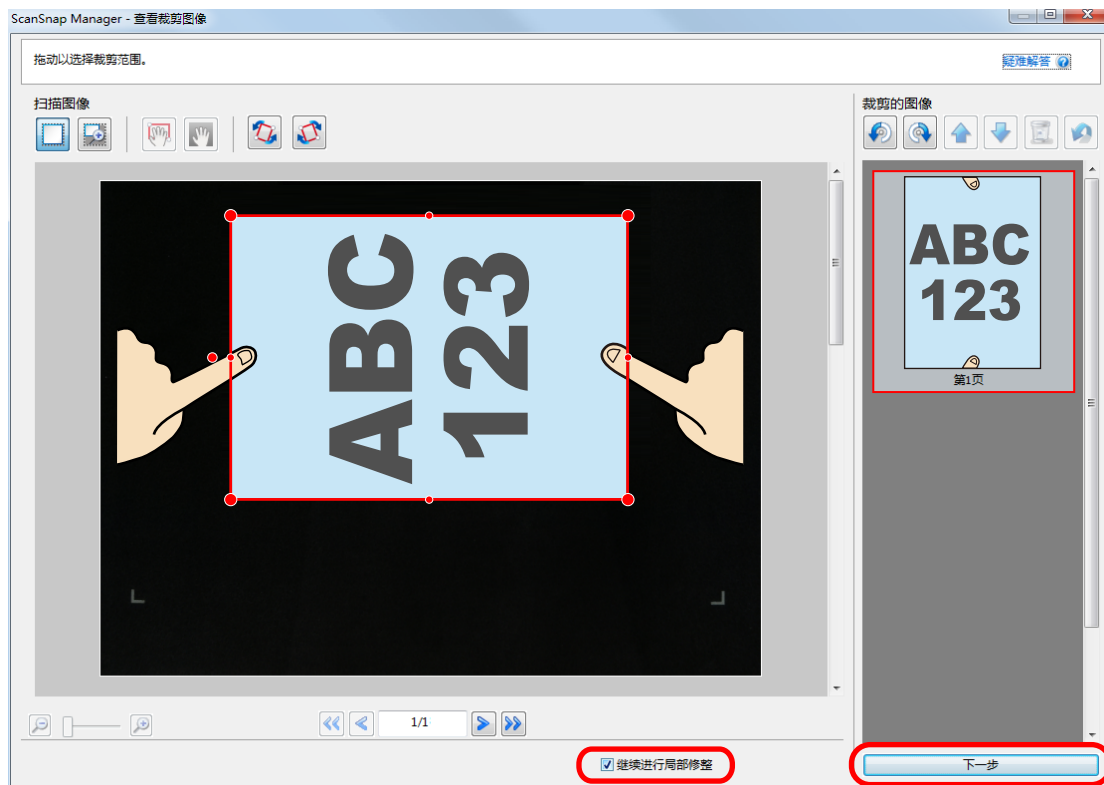 ScanSnap Manager - 查看裁剪图像
拖动以选择裁剪范围。
疑难解答
扫描图像
裁剪的图像
ABC
123
ABC
123
第1页
1/1
继续进行局部修整
下一步